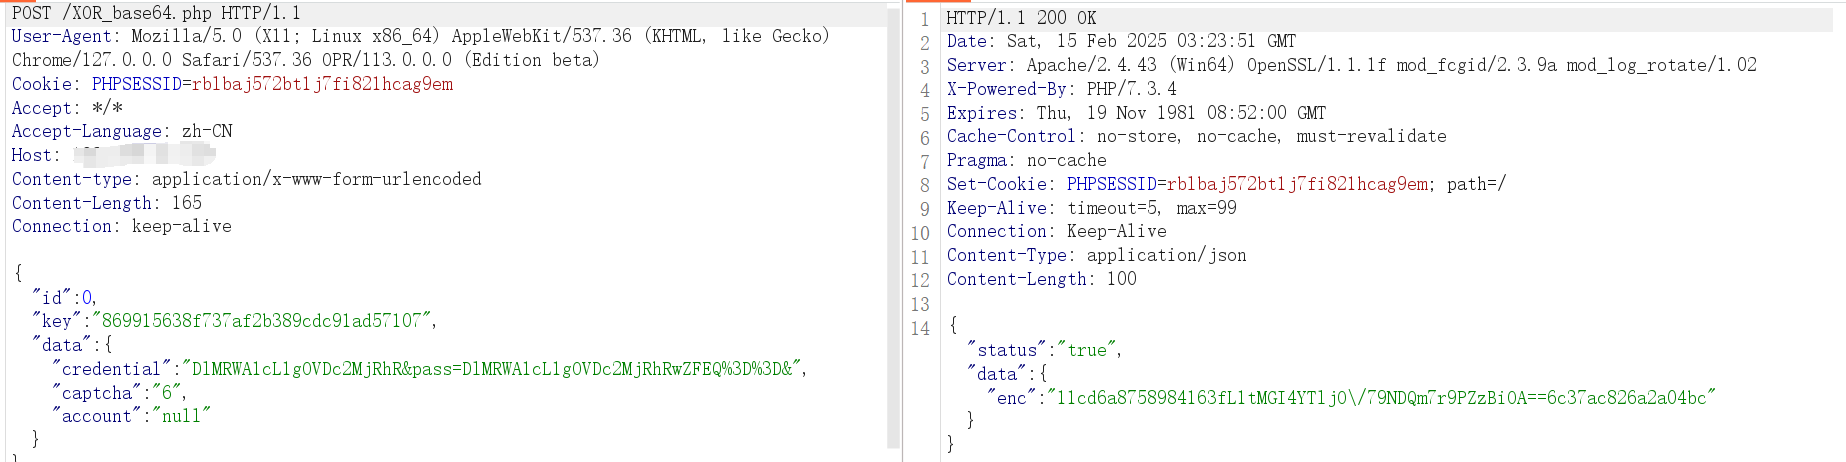 POST /XOR_base64.php HTTP/1.1
User-Agent: Mozilla/5.0 (X11; Linux x86_64) AppleWebKit/537.36 (KHTML, like Gecko)
Chrome/127.0.0.0 Safari/537.36 OPR/113.0.0.0 (Edition beta)
Cookie: PHPSESSID=rblbaj572bt1j7fi821hcag9em
Accept: */*
Accept-Language: zh-CN
Host:
Content-type: application/x-www-form-urlencoded
Content-Length: 165
Connection: keep-alive
{
"id":0,
"key":"869915638f737af2b389cdc91ad57107",
"data":{
"credential":"DlMRWAlcLlgOVDc2MjRhR&pass=DlMRWAlcLlgOVDc2MjRhRwZFEQ%3D%3D&",
"captcha":"6",
"account":"null"
}
1 HTTP/1.1 200 OK
2 Date: Sat, 15 Feb 2025 03:23:51 GMT
3 Server: Apache/2.4.43 (Win64) OpenSSL/1.1.1f mod_fcgid/2.3.9a mod_log_rotate/1.02
4 X-Powered-By: PHP/7.3.4
5 Expires: Thu, 19 Nov 1981 08:52:00 GMT
6 Cache-Control: no-store, no-cache, must-revalidate
7 Pragma: no-cache
8 Set-Cookie: PHPSESSID=rblbaj572bt1j7fi821hcag9em; path=/
9 Keep-Alive: timeout=5, max=99
10 Connection: Keep-Alive
11 Content-Type: application/json
12 Content-Length: 100
13
14 {
"status":"true",
"data":{
"enc":"11cd6a8758984163fL1tMGI4YTljO\/79NDQm7r9PZzBiOA==6c37ac826a2a04bc"
}
}